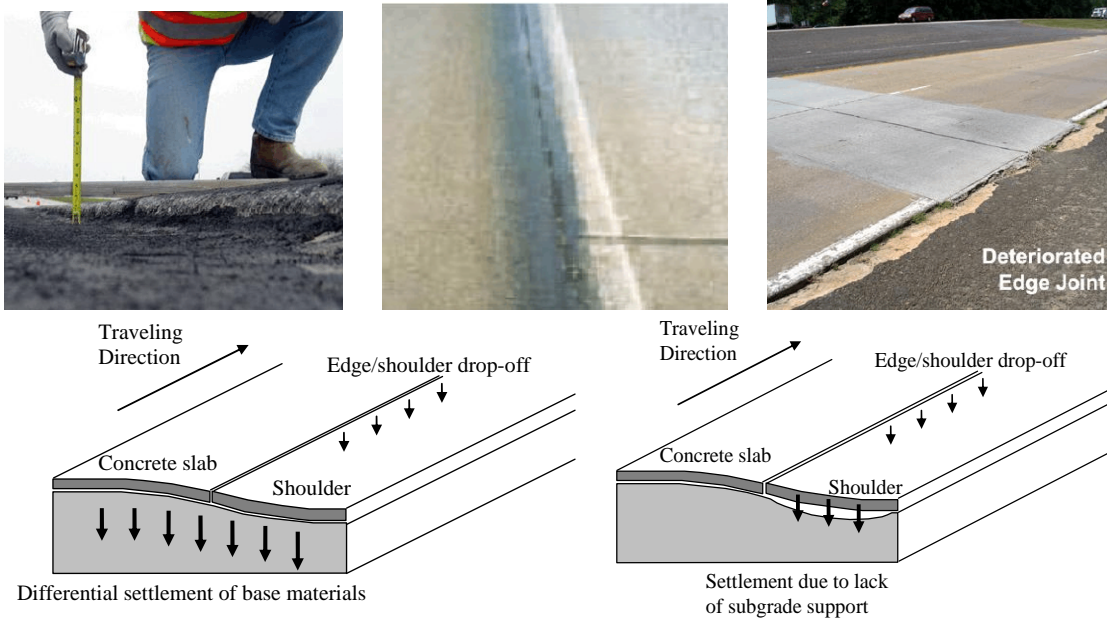 Deteriorated
Edge Joint
Traveling
Direction
Edge/shoulder drop-off
Concrete slab
Shoulder
Differential settlement of base materials
Traveling
Direction
Edge/shoulder drop-off
Concrete slab
Shoulder
Settlement due to lack
of subgrade support